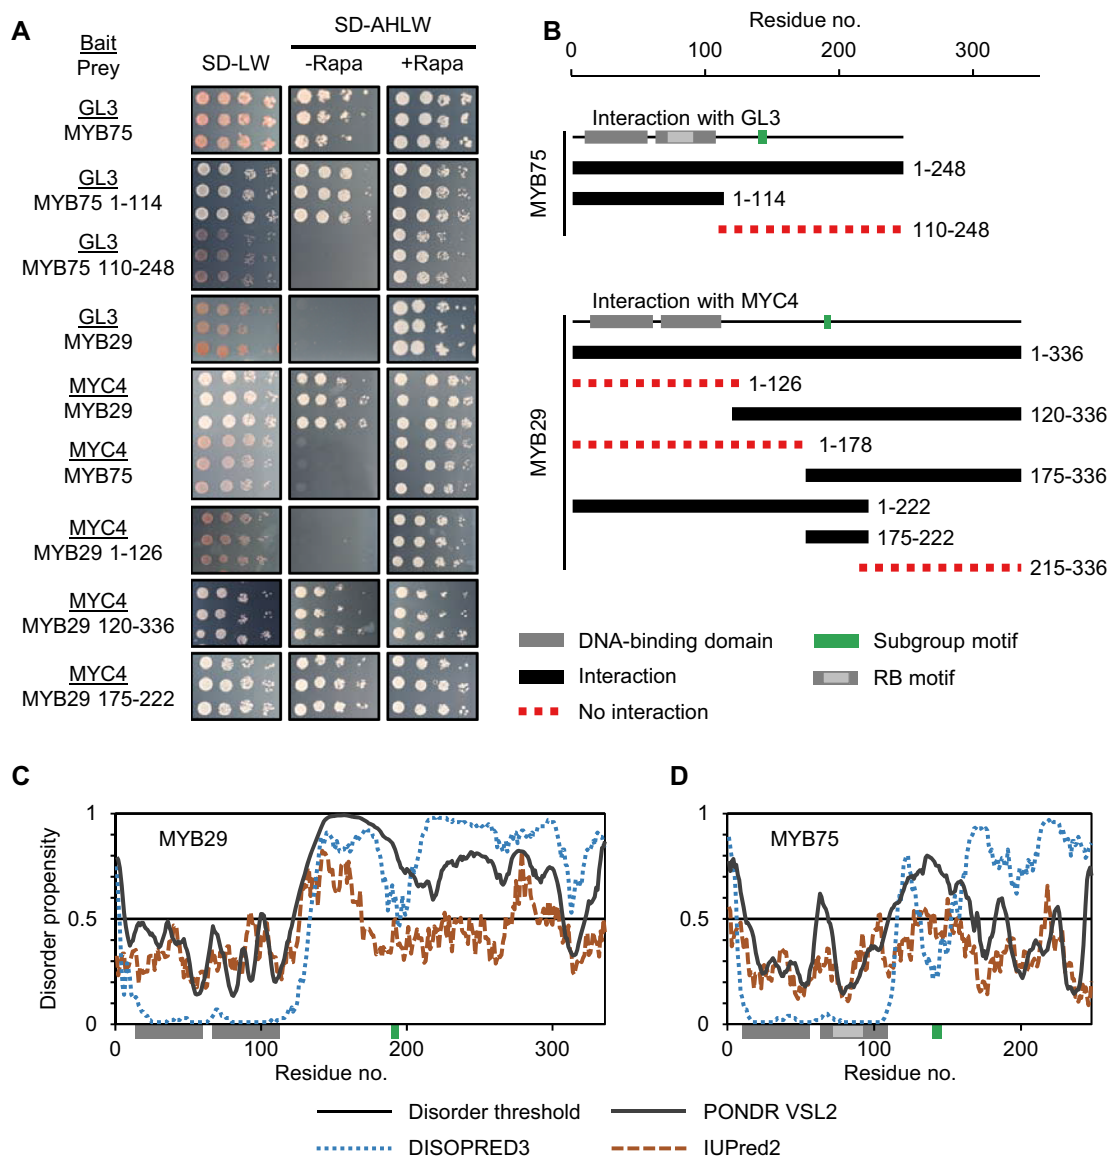 A
Bait
Prey
SD-LW
SD-AHLW
-Rapa
+Rapa
GL3
MYB75
GL3
MYB75 1-114
GL3
MYB75 110-248
GL3
MYB29
MYC4
MYB29
MYC4
MYB75
MYC4
MYB29 1-126
MYC4
MYB29 120-336
MYC4
MYB29 175-222
B
Residue no.
0 100 200 300
MYB75
Interaction with GL3
1-248
1-114
110-248
MYB29
Interaction with MYC4
1-336
1-126
120-336
1-178
175-336
1-222
175-222
215-336
DNA-binding domain
Interaction
No interaction
Subgroup motif
RB motif
C
MYB29
Disorder propensity
1
0.5
0
0 100 200 300
Residue no.
D
MYB75
1
0.5
0
0 100 200
Residue no.
Disorder threshold
PONDR VSL2
DISOPRED3
IUPred2